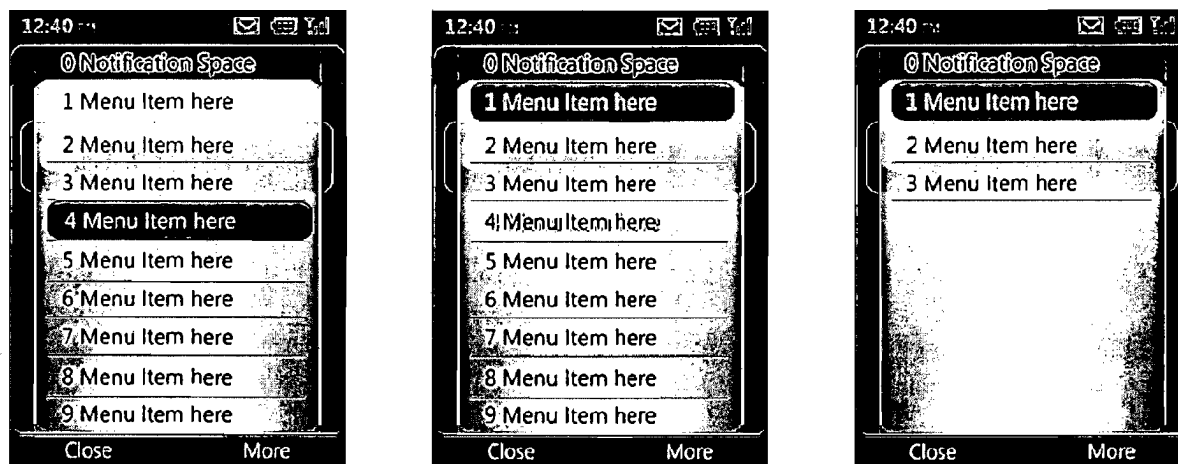 12:40 PM
0 Notification Space
1 Menu Item here
2 Menu Item here
3 Menu Item here
4 Menu Item here
5 Menu Item here
6 Menu Item here
7 Menu Item here
8 Menu Item here
9 Menu Item here
Close More
12:40
0 Notification Space
1 Menu Item here
2 Menu Item here
3 Menu Item here
4 Menu Item here
5 Menu Item here
6 Menu Item here
7 Menu Item here
8 Menu Item here
9 Menu Item here
Close More
12:40 PM
0 Notification Space
1 Menu Item here
2 Menu Item here
3 Menu Item here
Close More